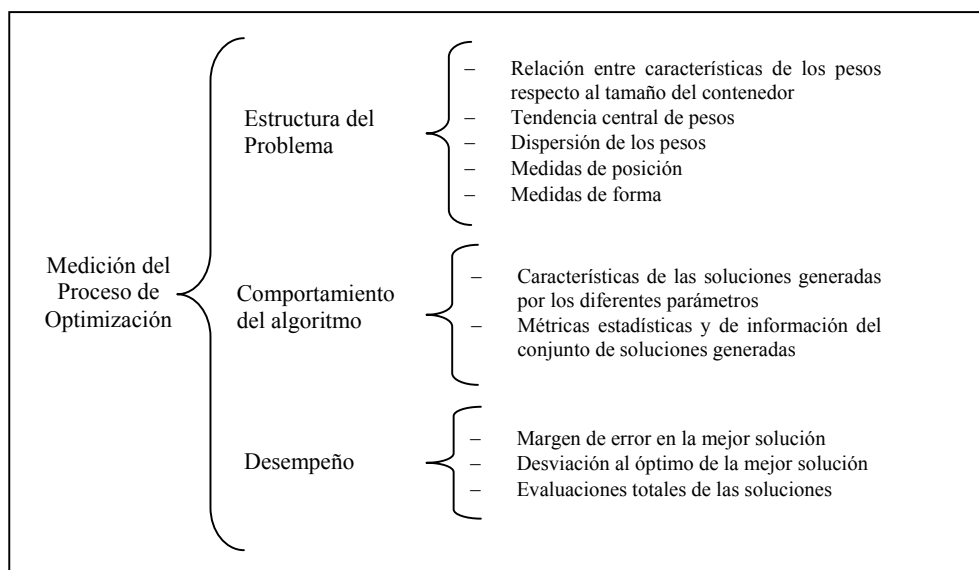 Medición del
Proceso de
Optimización
Estructura del
Problema
– Relación entre características de los pesos
respecto al tamaño del contenedor
– Tendencia central de pesos
– Dispersión de los pesos
– Medidas de posición
– Medidas de forma
Comportamiento
del algoritmo
– Características de las soluciones generadas
por los diferentes parámetros
– Métricas estadísticas y de información del
conjunto de soluciones generadas
Desempeño
– Margen de error en la mejor solución
– Desviación al óptimo de la mejor solución
– Evaluaciones totales de las soluciones